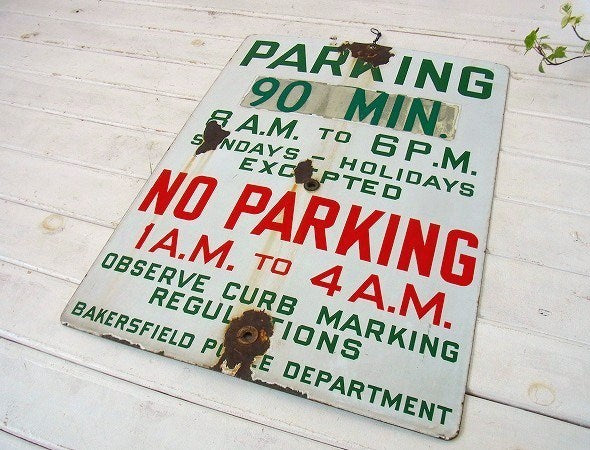 PARKING
90 MIN.
8 A.M. TO 6 P.M.
SUNDAYS - HOLIDAYS
EXCEPTED
NO PARKING
1 A.M. TO 4 A.M.
OBSERVE CURB MARKING
REGULATIONS
BAKERSFIELD POLICE DEPARTMENT